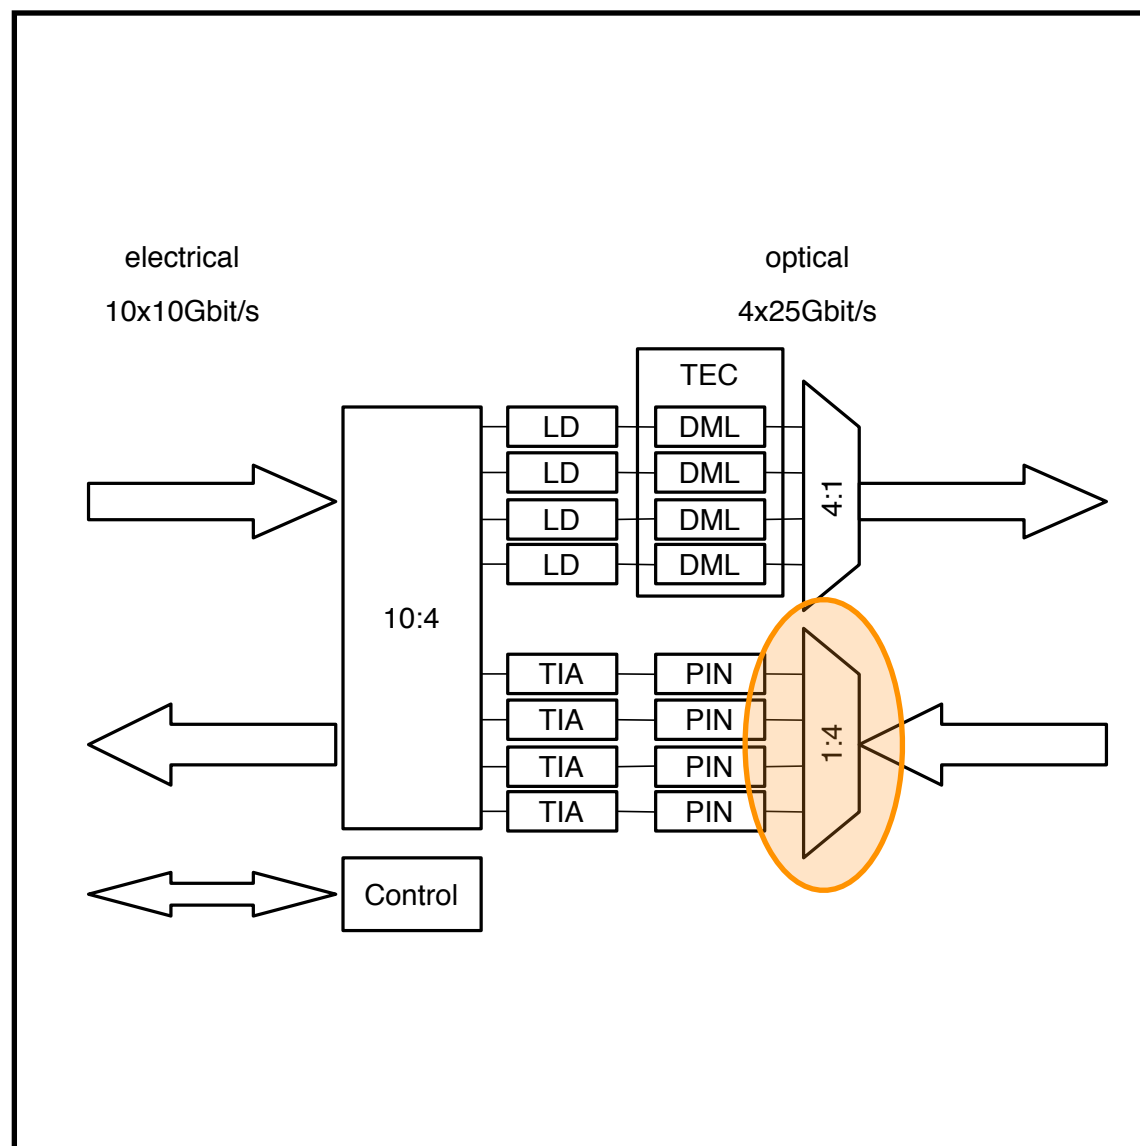 electrical
10x10Gbit/s
optical
4x25Gbit/s
TEC
LD
DML
LD
DML
LD
DML
LD
DML
4:1
10:4
TIA
PIN
TIA
PIN
TIA
PIN
TIA
PIN
1:4
Control